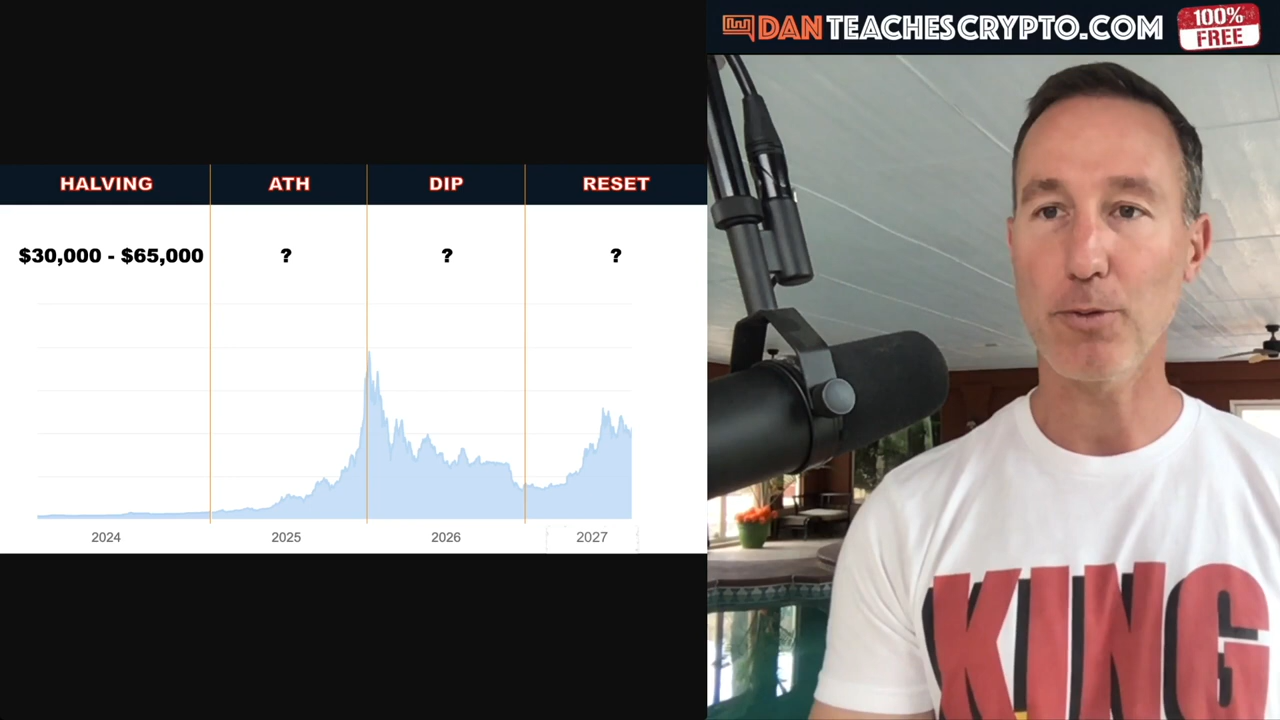 DANTEACHESCRYPTO.COM
100%
FREE
HALVING ATH DIP RESET
$30,000 - $65,000 ? ? ?
2024 2025 2026 2027
KING